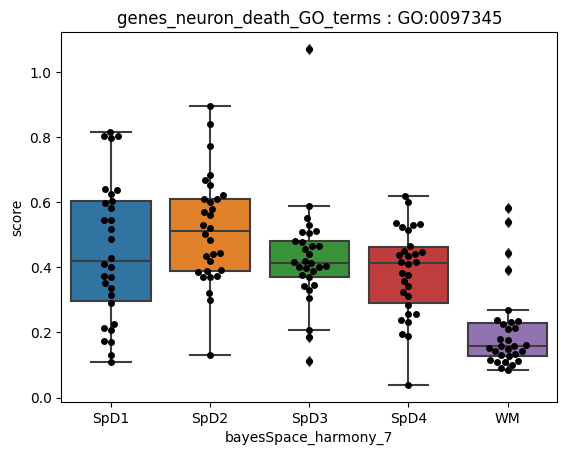 genes_neuron_death_GO_terms : GO:0097345
score
1.0
0.8
0.6
0.4
0.2
0.0
SpD1 SpD2 SpD3 SpD4 WM
bayesSpace_harmony_7